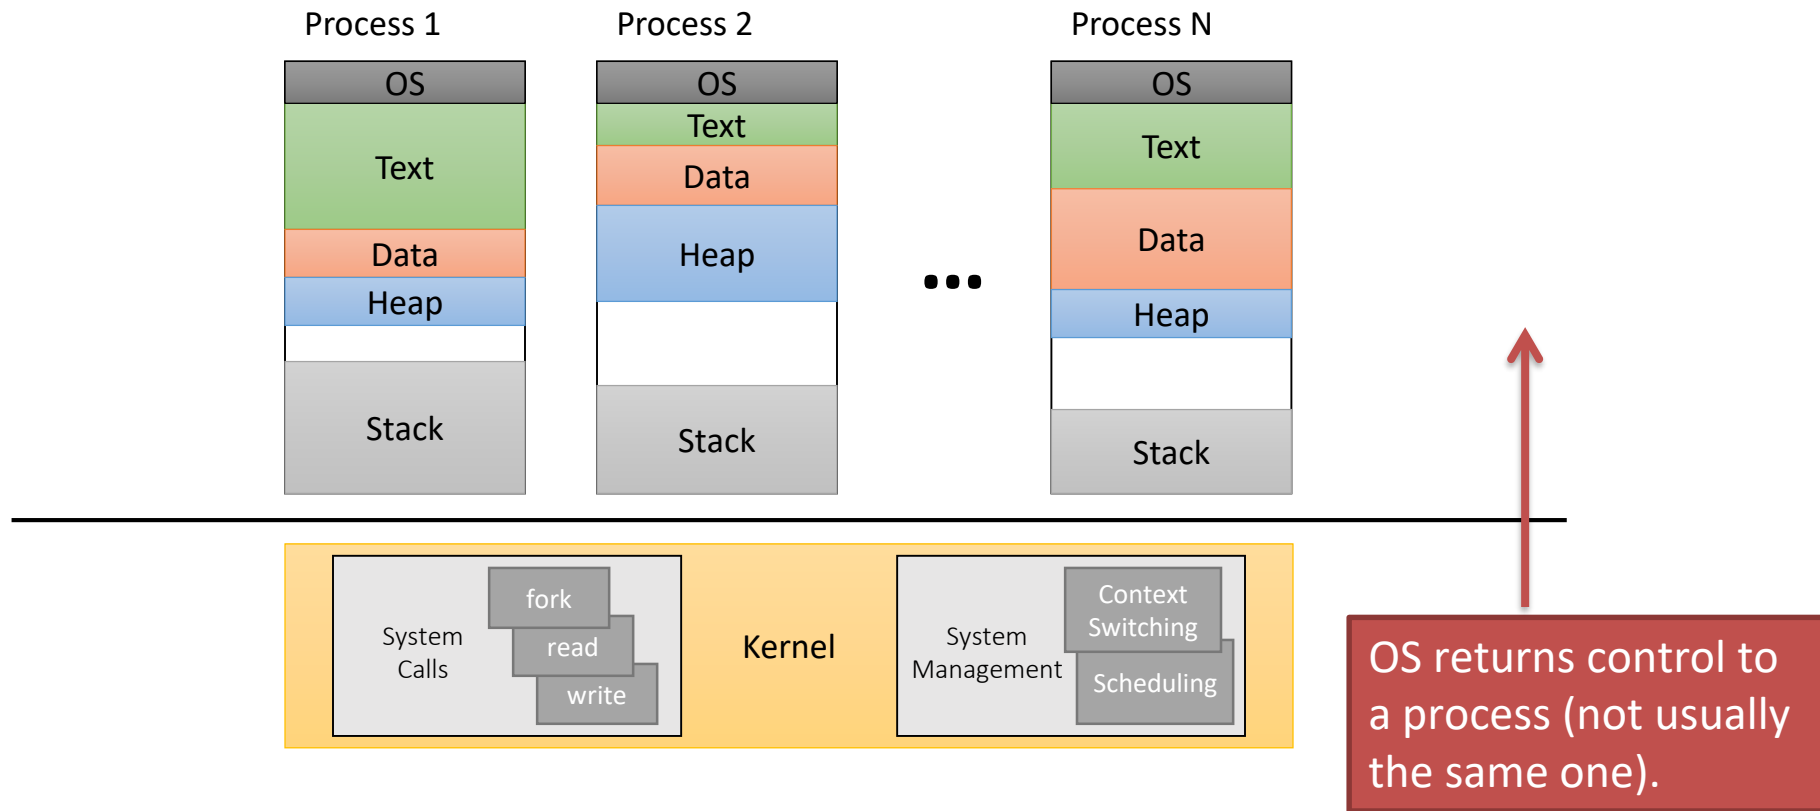 Process 1
Process 2
Process N
OS
Text
Data
Heap
Stack
OS
Text
Data
Heap
Stack
...
OS
Text
Data
Heap
Stack
System
Calls
fork
read
write
Kernel
System
Management
Context
Switching
Scheduling
OS returns control to
a process (not usually
the same one).